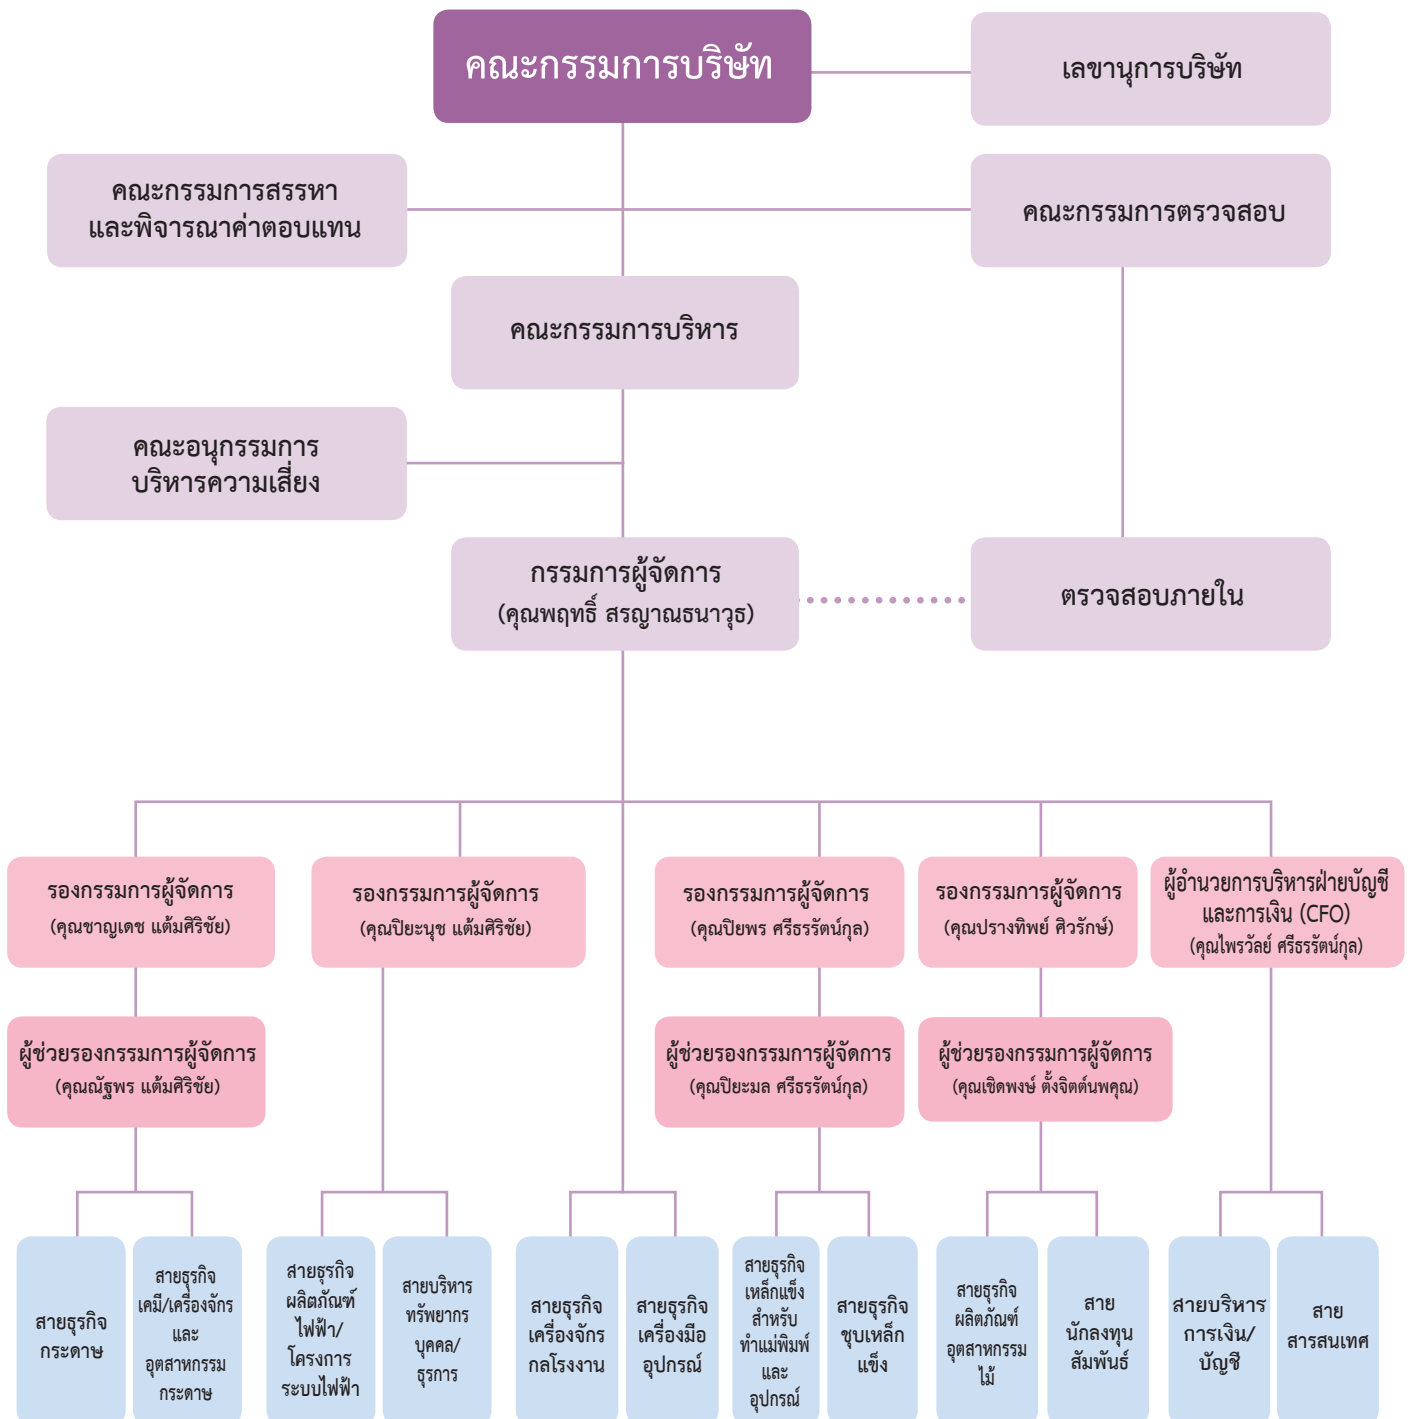 คณะกรรมการบริษัท
เลขานุการบริษัท
คณะกรรมการสรรหา
และพิจารณาค่าตอบแทน
คณะกรรมการตรวจสอบ
คณะกรรมการบริหาร
คณะอนุกรรมการ
บริหารความเสี่ยง
กรรมการผู้จัดการ
(คุณพฤทธิ์ สรญาณธนาวุธ)
ตรวจสอบภายใน
รองกรรมการผู้จัดการ
(คุณชาญเดช แต้มศิริชัย)
รองกรรมการผู้จัดการ
(คุณปิยะนุช แต้มศิริชัย)
รองกรรมการผู้จัดการ
(คุณปิยพร ศรีธรรัตน์กุล)
รองกรรมการผู้จัดการ
(คุณปรางทิพย์ ศิวรักษ์)
ผู้อำนวยการบริหารฝ่ายบัญชี
และการเงิน (CFO)
(คุณไพรวัลย์ ศรีธรรัตน์กุล)
ผู้ช่วยรองกรรมการผู้จัดการ
(คุณณัฐพร แต้มศิริชัย)
ผู้ช่วยรองกรรมการผู้จัดการ
(คุณปิยะมล ศรีธรรัตน์กุล)
ผู้ช่วยรองกรรมการผู้จัดการ
(คุณเชิดพงษ์ ตั้งจิตต์นพคุณ)
สายธุรกิจ
กระดาษ
สายธุรกิจ
เคมี/เครื่องจักร
และ
อุตสาหกรรม
กระดาษ
สายธุรกิจ
ผลิตภัณฑ์
ไฟฟ้า/
โครงการ
ระบบไฟฟ้า
สายบริหาร
ทรัพยากร
บุคคล/
ธุรการ
สายธุรกิจ
เครื่องจักร
กลโรงงาน
สายธุรกิจ
เครื่องมือ
อุปกรณ์
สายธุรกิจ
เหล็กแข็ง
สำหรับ
ทำแม่พิมพ์
และ
อุปกรณ์
สายธุรกิจ
ชุบเหล็ก
แข็ง
สายธุรกิจ
ผลิตภัณฑ์
อุตสาหกรรม
ไม้
สาย
นักลงทุน
สัมพันธ์
สายบริหาร
การเงิน/
บัญชี
สาย
สารสนเทศ